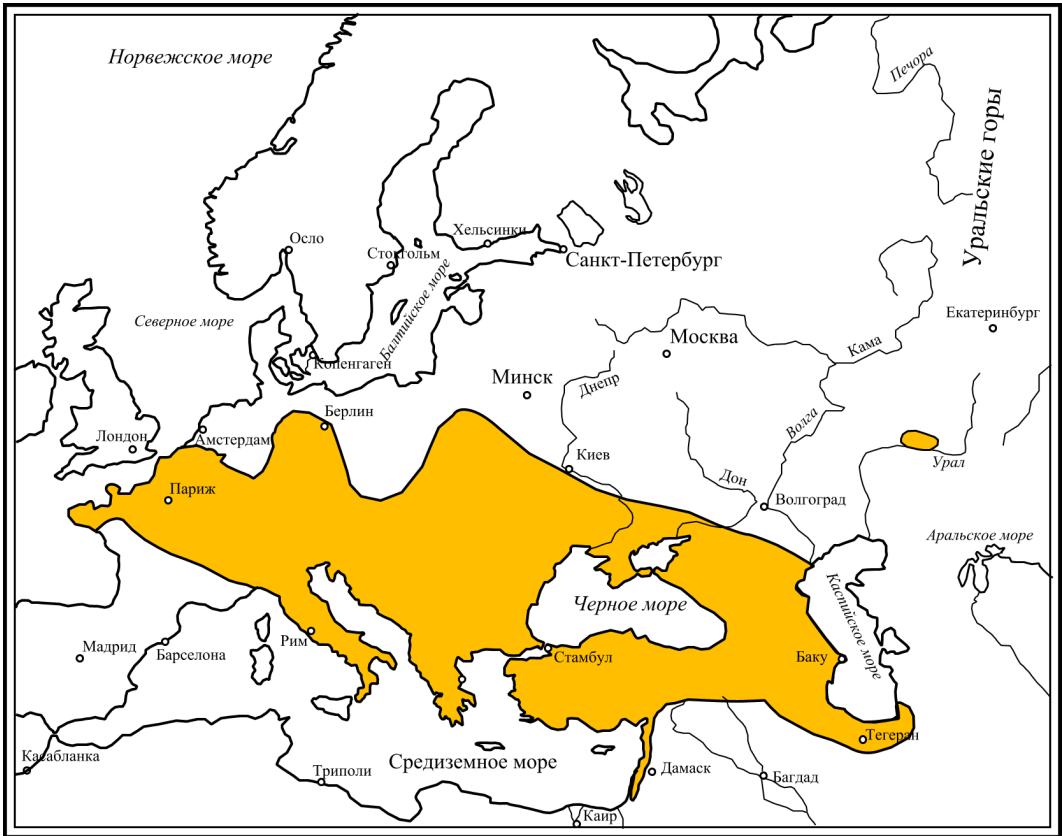 Норвежское море
Печора
Уральские горы
Осло
Хельсинки
Стокгольм
Санкт-Петербург
Балтийское море
Северное море
Екатеринбург
Москва
Кама
Копенгаген
Минск
Днепр
Берлин
Волга
Лондон
Амстердам
Киев
Урал
Дон
Париж
Волгоград
Аральское море
Каспийское море
Черное море
Рим
Мадрид
Барселона
Стамбул
Баку
Тегеран
Касабланка
Средиземное море
Триполи
Дамаск
Багдад
Каир